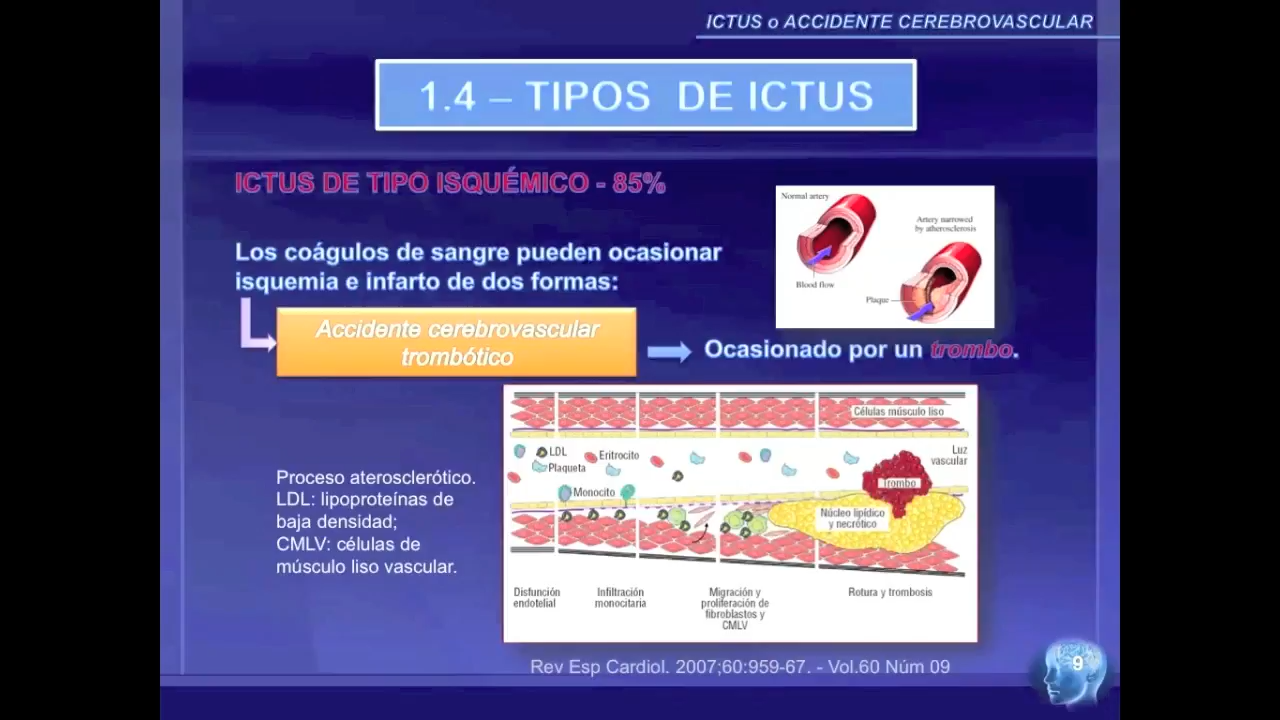 ICTUS o ACCIDENTE CEREBROVASCULAR
1.4 – TIPOS DE ICTUS
ICTUS DE TIPO ISQUÉMICO - 85%
Los coágulos de sangre pueden ocasionar
isquemia e infarto de dos formas:
Normal artery
Artery narrowed
by atherosclerosis
Blood flow
Plaque
Accidente cerebrovascular
trombótico
Ocasionado por un trombo.
Células músculo liso
LDL
Eritrocito
Plaqueta
Luz
vascular
Monocito
Trombo
Núcleo lipídico
y necrótico
Proceso aterosclerótico.
LDL: lipoproteínas de
baja densidad;
CMLV: células de
músculo liso vascular.
Disfunción
endotelial
Infiltración
monocitaria
Migración y
proliferación de
fibroblastos y
CMLV
Rotura y trombosis
Rev Esp Cardiol. 2007;60:959-67. - Vol.60 Núm 09
9